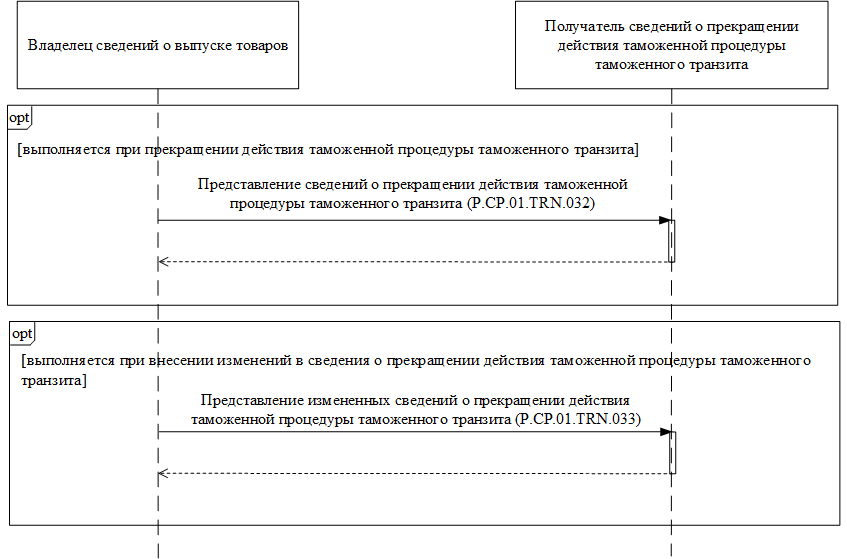 Владелец сведений о выпуске товаров
Получатель сведений о прекращении
действия таможенной процедуры
таможенного транзита
opt
[выполняется при прекращении действия таможенной процедуры таможенного транзита]
Представление сведений о прекращении действия таможенной
процедуры таможенного транзита (P.CP.01.TRN.032)
opt
[выполняется при внесении изменений в сведения о прекращении действия таможенной процедуры таможенного
транзита]
Представление измененных сведений о прекращении действия
таможенной процедуры таможенного транзита (P.CP.01.TRN.033)